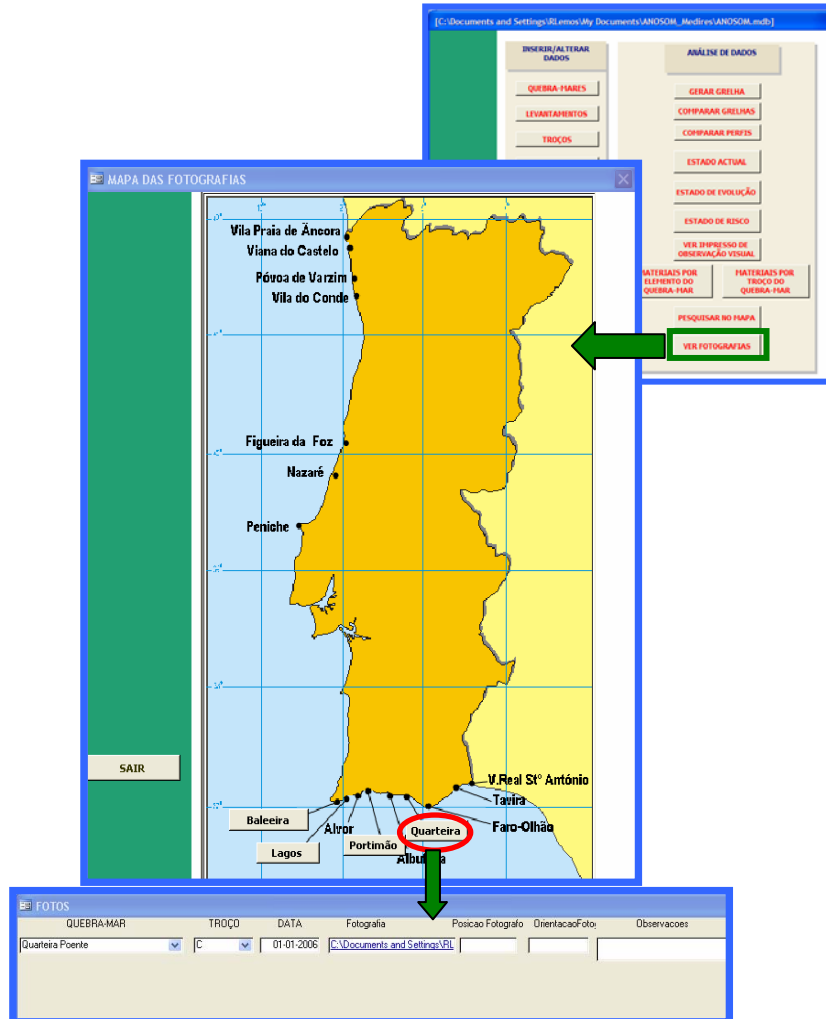 [C:\Documents and Settings\RLemos\My Documents\ANOSOM_Medires\ANOSOM.mdb]
INSERIR/ALTERAR
DADOS
QUEBRA-MARES
LEVANTAMENTOS
TROÇOS
ANÁLISE DE DADOS
GERAR GRELHA
COMPARAR GRELHAS
COMPARAR PERFIS
ESTADO ACTUAL
ESTADO DE EVOLUÇÃO
ESTADO DE RISCO
VER IMPRESSO DE
OBSERVAÇÃO VISUAL
MATERIAIS POR
ELEMENTO DO
QUEBRA-MAR
MATERIAIS POR
TROÇO DO
QUEBRA-MAR
PESQUISAR NO MAPA
VER FOTOGRAFIAS
MAPA DAS FOTOGRAFIAS
Vila Praia de Âncora
Viana do Castelo
Póvoa de Varzim
Vila do Conde
Figueira da Foz
Nazaré
Peniche
SAIR
V.Real Stº António
Tavira
Faro-Olhão
Baleeira
Alvor
Quarteira
Lagos
Portimão
FOTOS
QUEBRA-MAR TROÇO DATA Fotografia Posicao Fotografo OrientacaoFoto Observacoes
Quarteira Poente C 01-01-2006 C:\Documents and Settings\RL